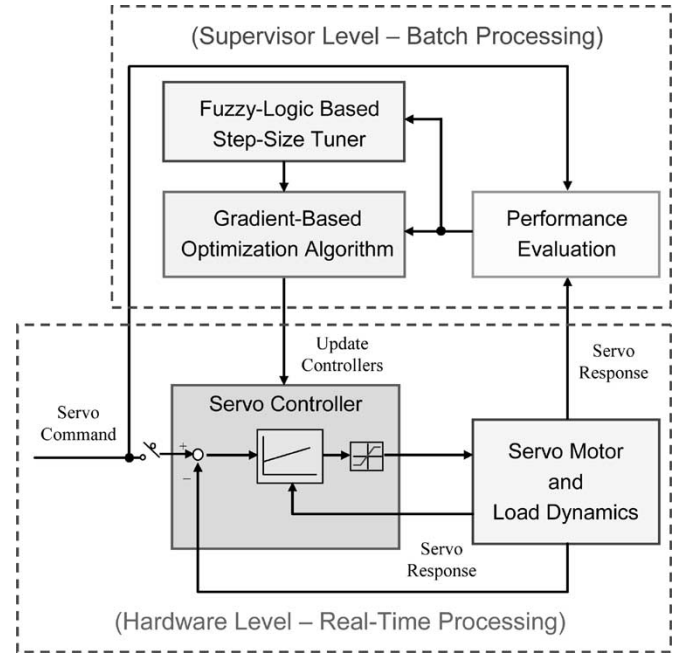 (Supervisor Level – Batch Processing)
Fuzzy-Logic Based
Step-Size Tuner
Gradient-Based
Optimization Algorithm
Performance
Evaluation
Update
Controllers
Servo
Response
Servo
Command
Servo Controller
+
−
Servo Motor
and
Load Dynamics
Servo
Response
(Hardware Level – Real-Time Processing)